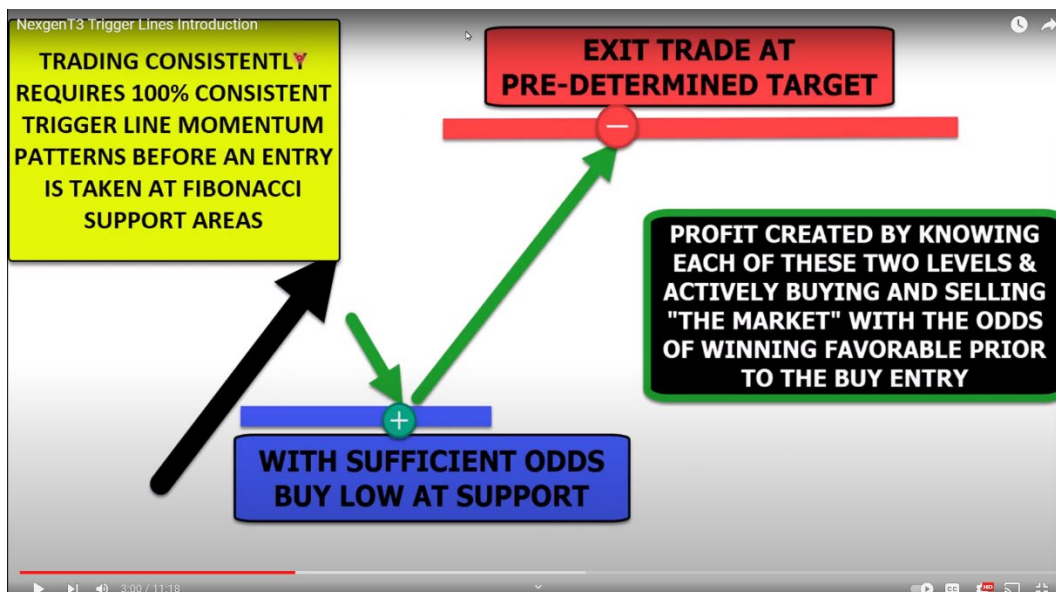 NexgenT3 Trigger Lines Introduction
TRADING CONSISTENTLY
REQUIRES 100% CONSISTENT
TRIGGER LINE MOMENTUM
PATTERNS BEFORE AN ENTRY
IS TAKEN AT FIBONACCI
SUPPORT AREAS
EXIT TRADE AT
PRE-DETERMINED TARGET
PROFIT CREATED BY KNOWING
EACH OF THESE TWO LEVELS &
ACTIVELY BUYING AND SELLING
"THE MARKET" WITH THE ODDS
OF WINNING FAVORABLE PRIOR
TO THE BUY ENTRY
WITH SUFFICIENT ODDS
BUY LOW AT SUPPORT
3:00 / 11:18
CC
HD